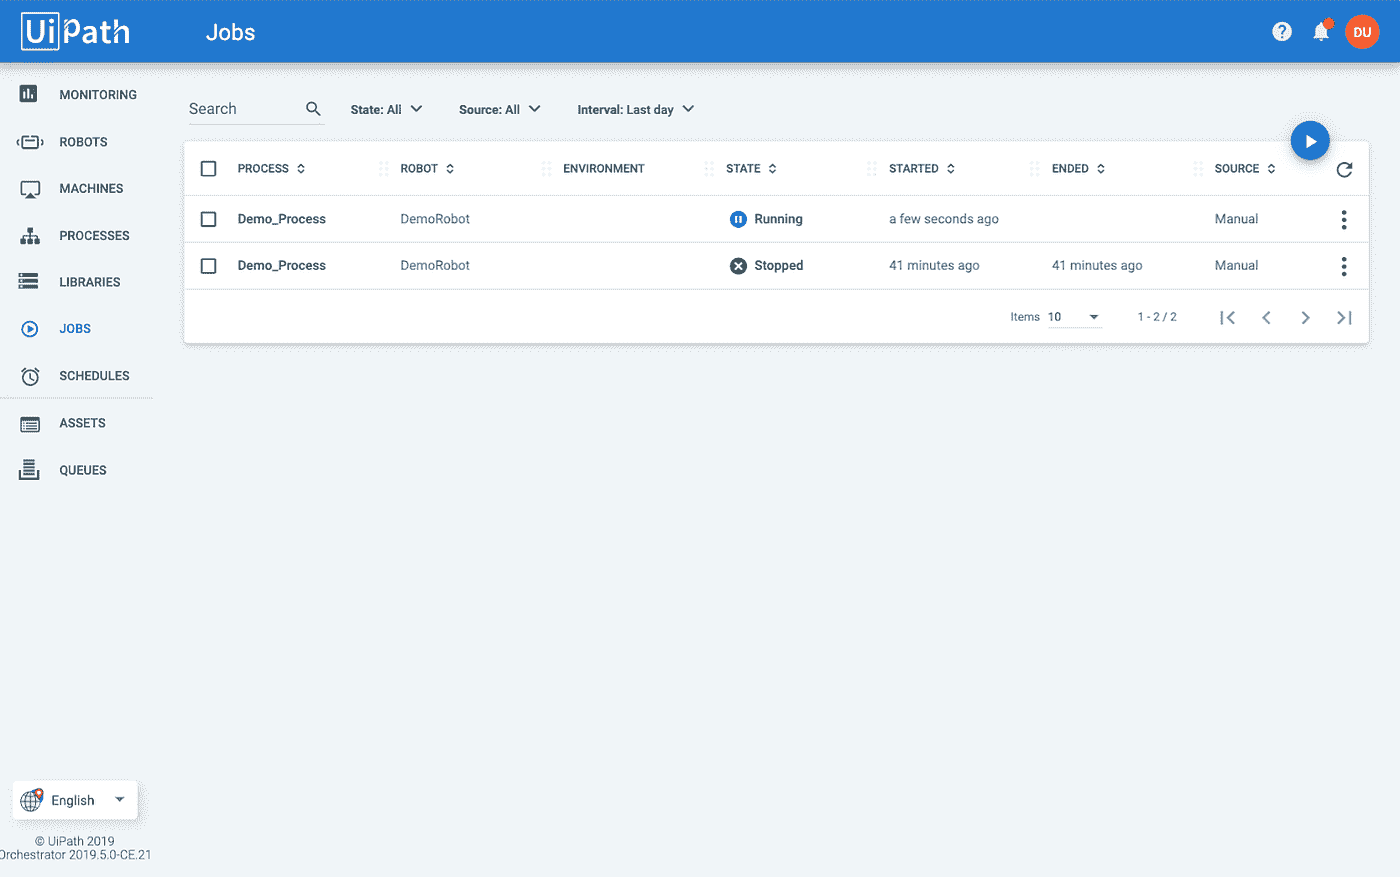 UiPath Jobs DU
MONITORING
ROBOTS
MACHINES
PROCESSES
LIBRARIES
JOBS
SCHEDULES
ASSETS
QUEUES
Search State: All Source: All Interval: Last day
PROCESS ROBOT ENVIRONMENT STATE STARTED ENDED SOURCE
Demo_Process DemoRobot Running a few seconds ago Manual
Demo_Process DemoRobot Stopped 41 minutes ago 41 minutes ago Manual
Items 10 1 - 2 / 2
English
© UiPath 2019
Orchestrator 2019.5.0-CE.21